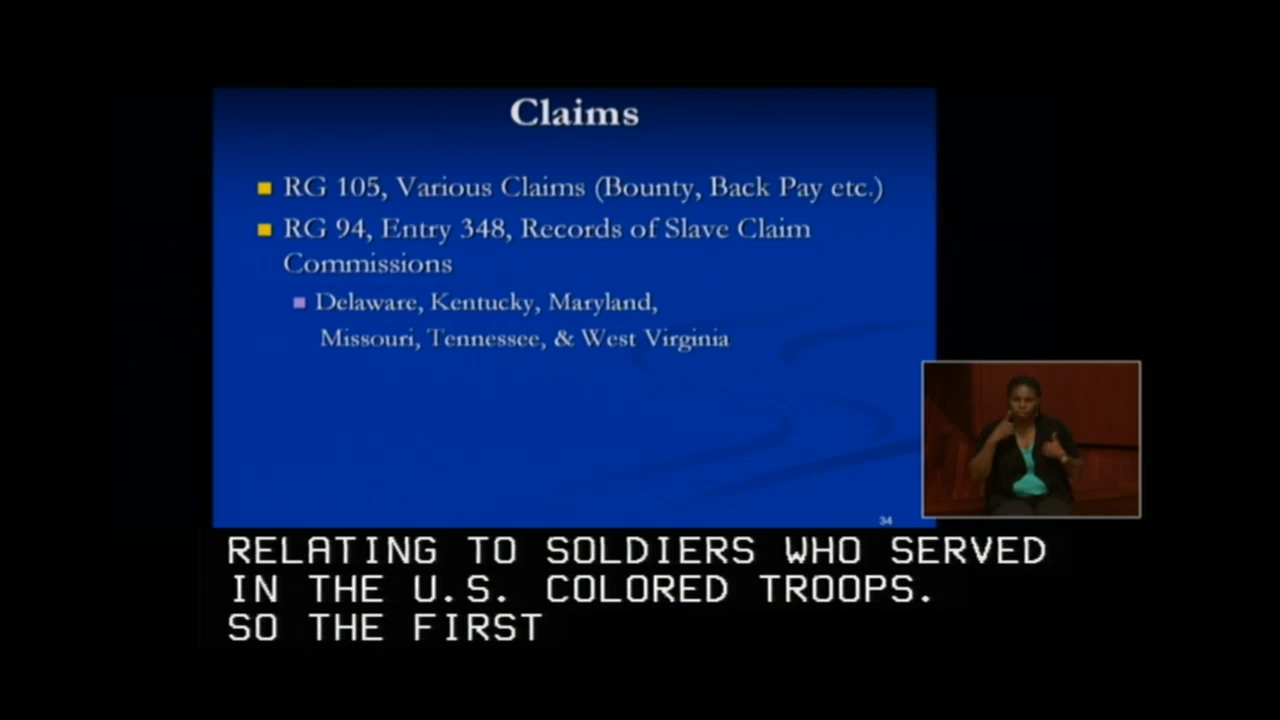 Claims
RG 105, Various Claims (Bounty, Back Pay etc.)
RG 94, Entry 348, Records of Slave Claim
Commissions
Delaware, Kentucky, Maryland,
Missouri, Tennessee, & West Virginia
34
RELATING TO SOLDIERS WHO SERVED
IN THE U.S. COLORED TROOPS.
SO THE FIRST